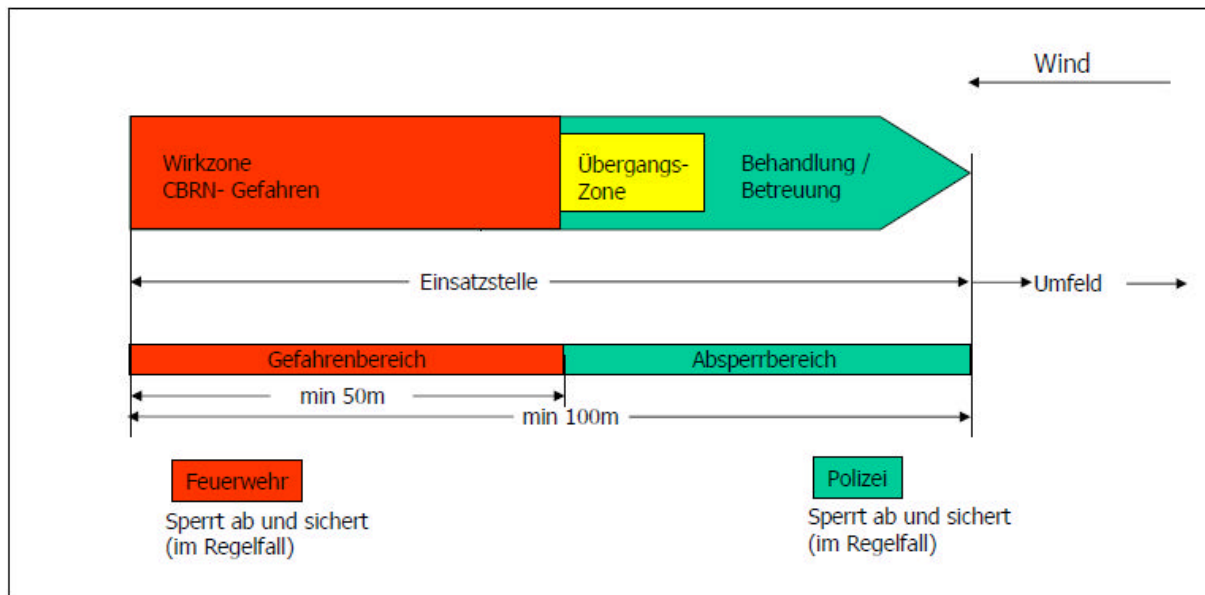 Wind
Wirkzone
CBRN- Gefahren
Übergangs-
Zone
Behandlung /
Betreuung
Einsatzstelle
Umfeld
Gefahrenbereich
Absperrbereich
min 50m
min 100m
Feuerwehr
Sperrt ab und sichert
(im Regelfall)
Polizei
Sperrt ab und sichert
(im Regelfall)